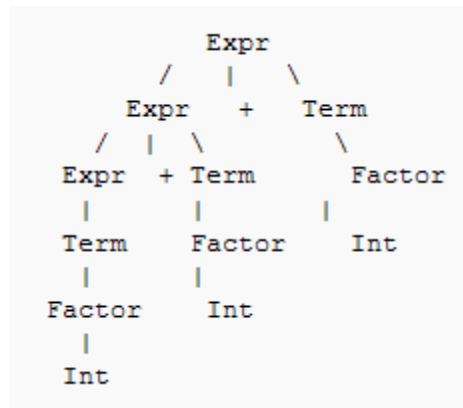 Expr
/ | \
Expr + Term
/ | \ \
Expr + Term Factor
| | |
Term Factor Int
| |
Factor Int
|
Int